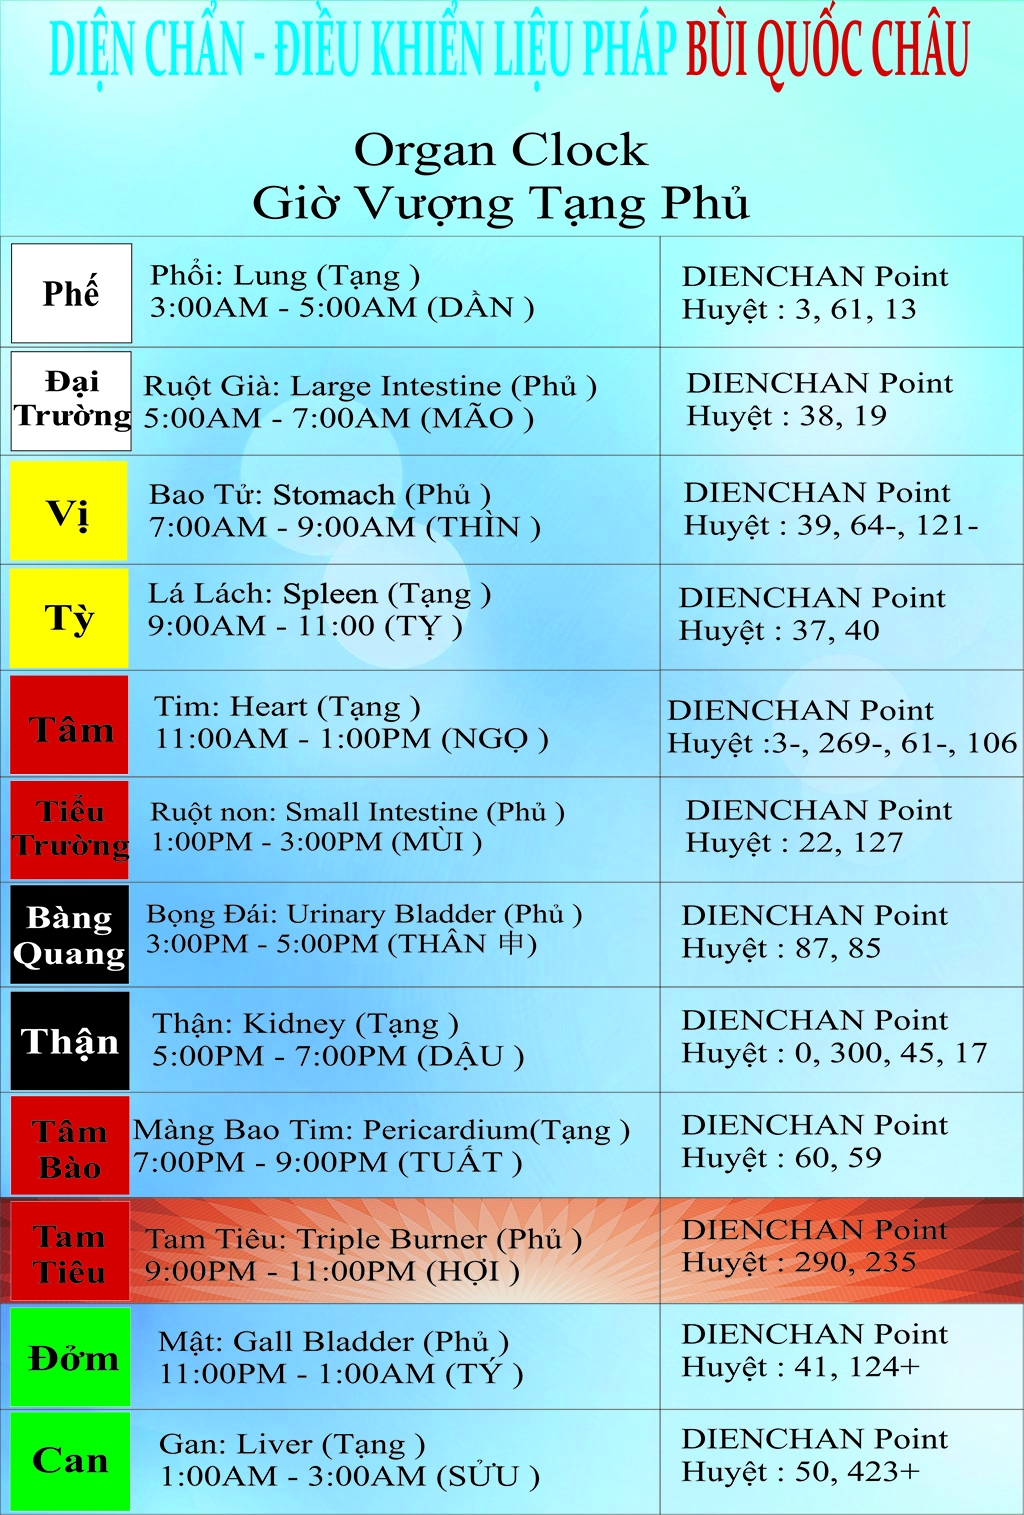 DIỆN CHẨN - ĐIỀU KHIỂN LIỆU PHÁP BÙI QUỐC CHÂU
Organ Clock
Giờ Vượng Tạng Phủ
Phế
Phổi: Lung (Tạng )
3:00AM - 5:00AM (DẦN )
DIENCHAN Point
Huyệt : 3, 61, 13
Đại
Trường
Ruột Già: Large Intestine (Phủ )
5:00AM - 7:00AM (MÃO )
DIENCHAN Point
Huyệt : 38, 19
Vị
Bao Tử: Stomach (Phủ )
7:00AM - 9:00AM (THÌN )
DIENCHAN Point
Huyệt : 39, 64-, 121-
Tỳ
Lá Lách: Spleen (Tạng )
9:00AM - 11:00 (TỴ )
DIENCHAN Point
Huyệt : 37, 40
Tâm
Tim: Heart (Tạng )
11:00AM - 1:00PM (NGỌ )
DIENCHAN Point
Huyệt :3-, 269-, 61-, 106
Tiểu
Trường
Ruột non: Small Intestine (Phủ )
1:00PM - 3:00PM (MÙI )
DIENCHAN Point
Huyệt : 22, 127
Bàng
Quang
Bọng Đái: Urinary Bladder (Phủ )
3:00PM - 5:00PM (THÂN 申)
DIENCHAN Point
Huyệt : 87, 85
Thận
Thận: Kidney (Tạng )
5:00PM - 7:00PM (DẬU )
DIENCHAN Point
Huyệt : 0, 300, 45, 17
Tâm
Bào
Màng Bao Tim: Pericardium(Tạng )
7:00PM - 9:00PM (TUẤT )
DIENCHAN Point
Huyệt : 60, 59
Tam
Tiêu
Tam Tiêu: Triple Burner (Phủ )
9:00PM - 11:00PM (HỢI )
DIENCHAN Point
Huyệt : 290, 235
Đởm
Mật: Gall Bladder (Phủ )
11:00PM - 1:00AM (TÝ )
DIENCHAN Point
Huyệt : 41, 124+
Can
Gan: Liver (Tạng )
1:00AM - 3:00AM (SỬU )
DIENCHAN Point
Huyệt : 50, 423+